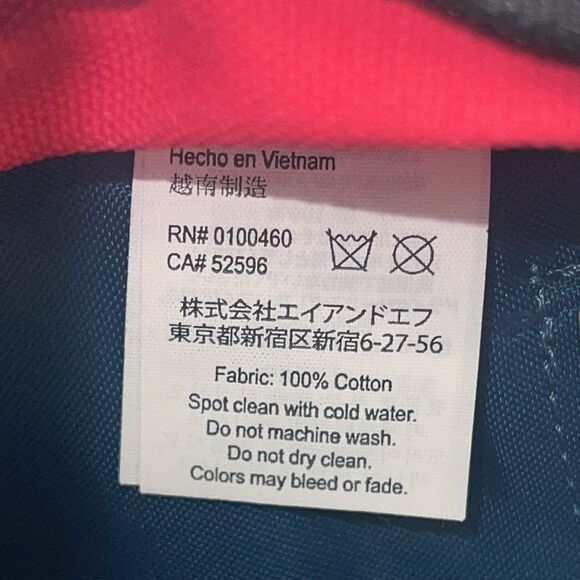 Hecho en Vietnam
越南制造
RN# 0100460
CA# 52596
株式会社エイアンドエフ
東京都新宿区新宿6-27-56
Fabric: 100% Cotton
Spot clean with cold water.
Do not machine wash.
Do not dry clean.
Colors may bleed or fade.